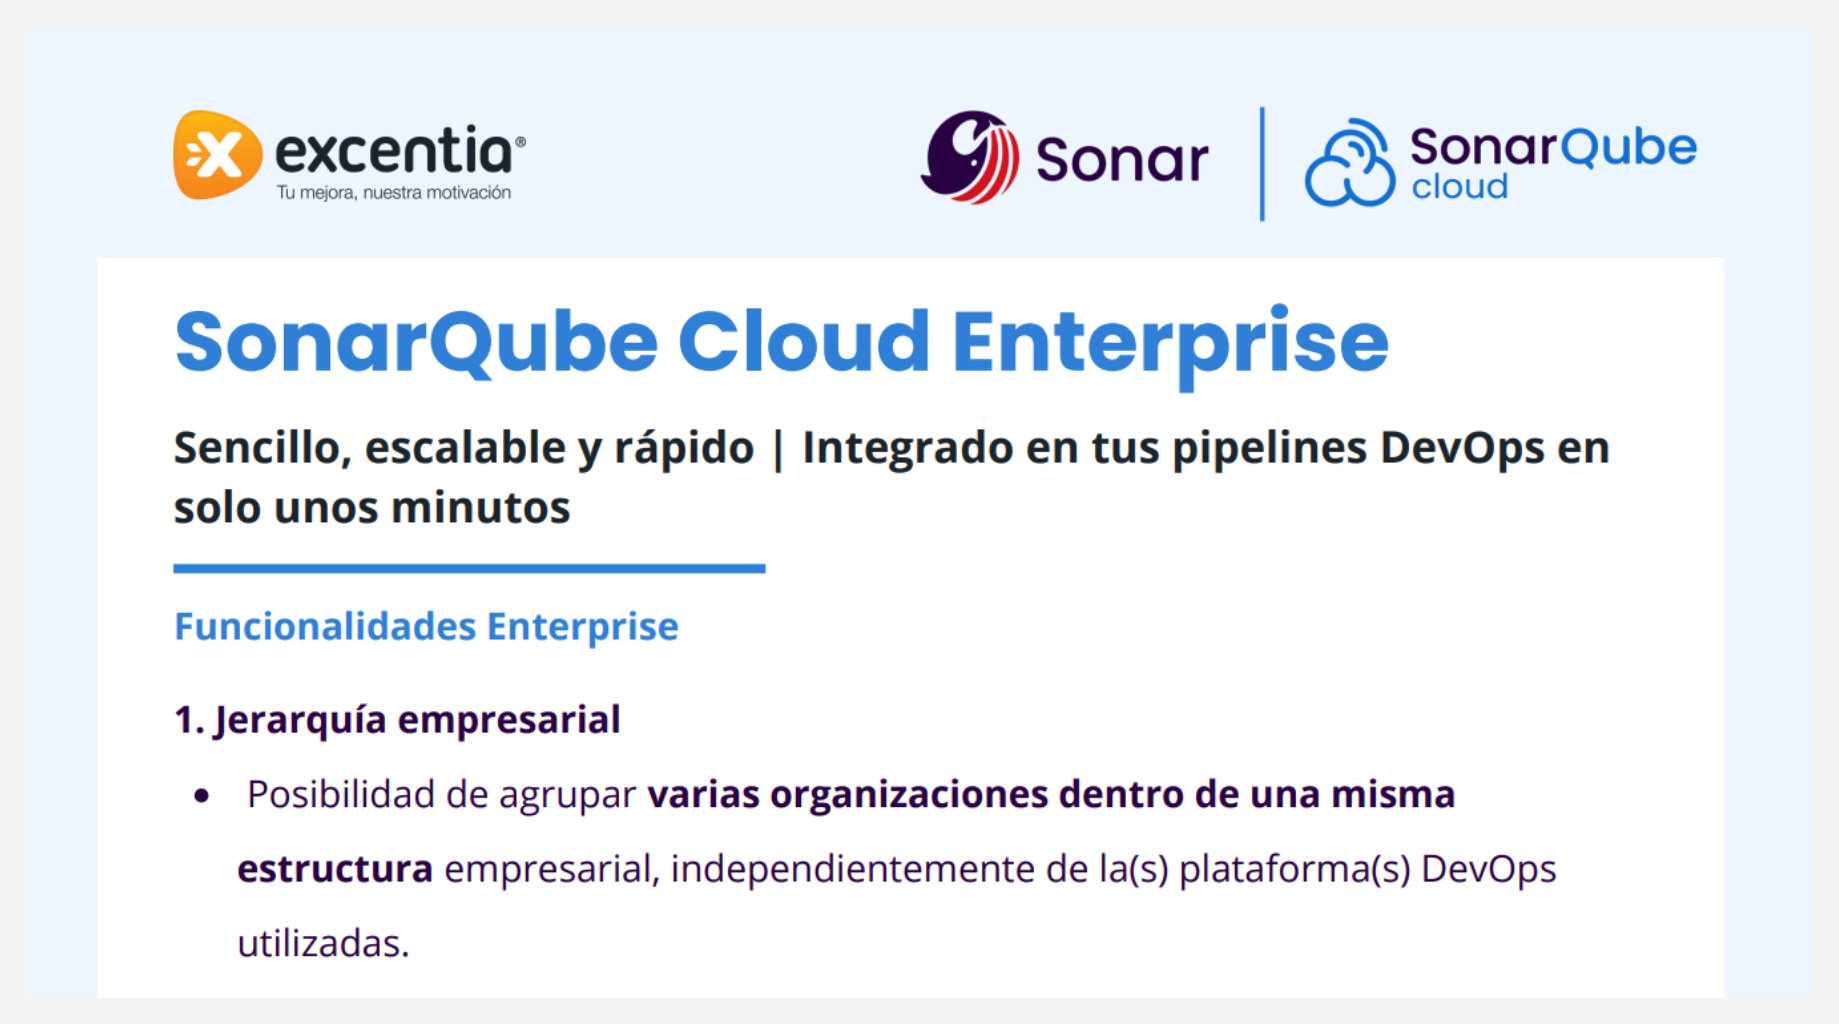 excentia®
Tu mejora, nuestra motivación
Sonar
SonarQube
cloud
SonarQube Cloud Enterprise
Sencillo, escalable y rápido | Integrado en tus pipelines DevOps en
solo unos minutos
Funcionalidades Enterprise
1. Jerarquía empresarial
• Posibilidad de agrupar varias organizaciones dentro de una misma
estructura empresarial, independientemente de la(s) plataforma(s) DevOps
utilizadas.